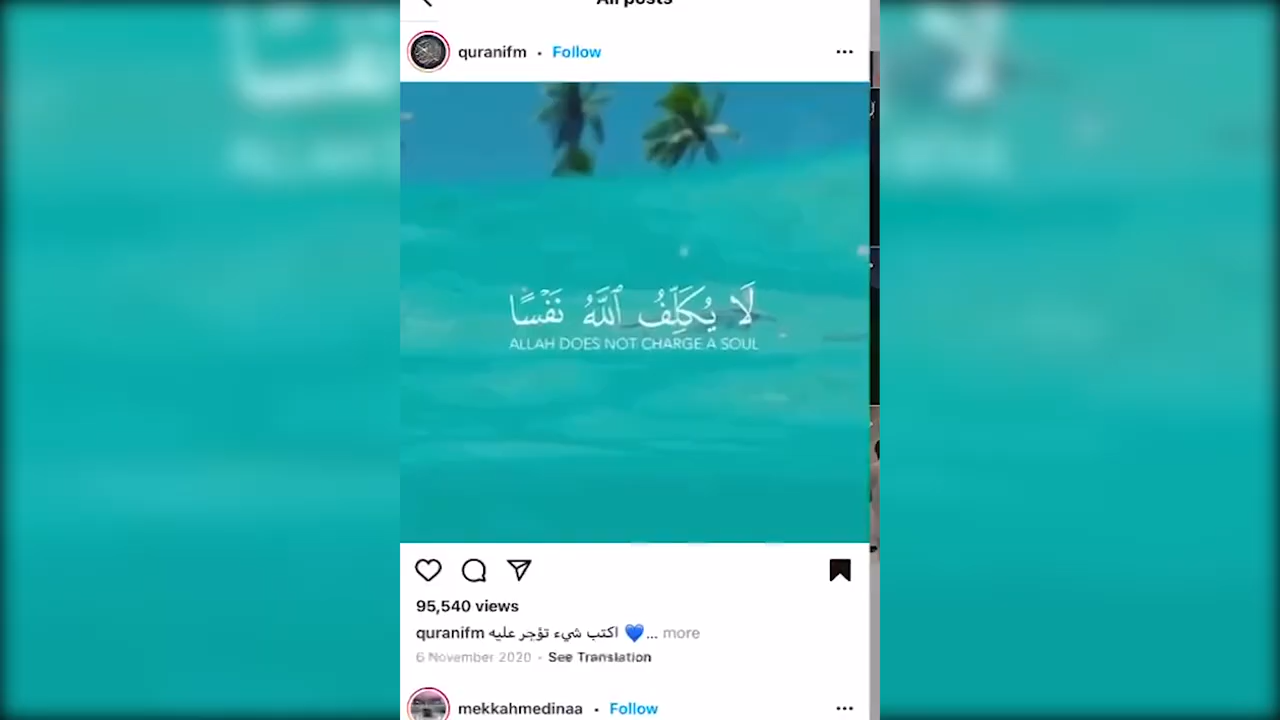 All posts
quranifm • Follow
لَا يُكَلِّفُ ٱللَّهُ نَفْسًا
ALLAH DOES NOT CHARGE A SOUL
95,540 views
quranifm اكتب شيء تؤجر عليه 💙... more
6 November 2020 • See Translation
mekkahmedinaa • Follow